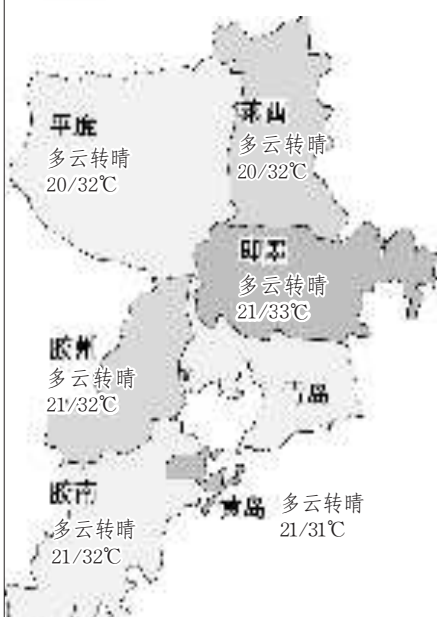 平度
多云转晴
20/32℃
莱西
多云转晴
20/32℃
即墨
多云转晴
21/33℃
胶州
多云转晴
21/32℃
青岛
胶南
多云转晴
21/32℃
黄岛
多云转晴
21/31℃